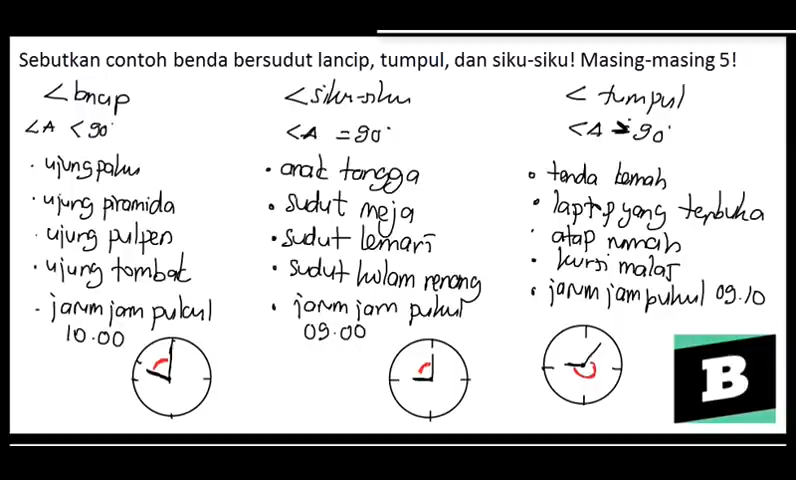 Sebutkan contoh benda bersudut lancip, tumpul, dan siku-siku! Masing-masing 5!
< lancip
<A < 90°
· ujung paku
· ujung piramida
· ujung pulpen
· ujung tombak
· jarum jam pukul
10.00
< siku-siku
<A = 90°
· anak tangga
· sudut meja
· sudut lemari
· sudut kolam renang
· jarum jam pukul
09.00
< tumpul
<A > 90°
· tenda kemah
· laptop yang terbuka
· atap rumah
· kursi malas
· jarum jam pukul 09.10
B